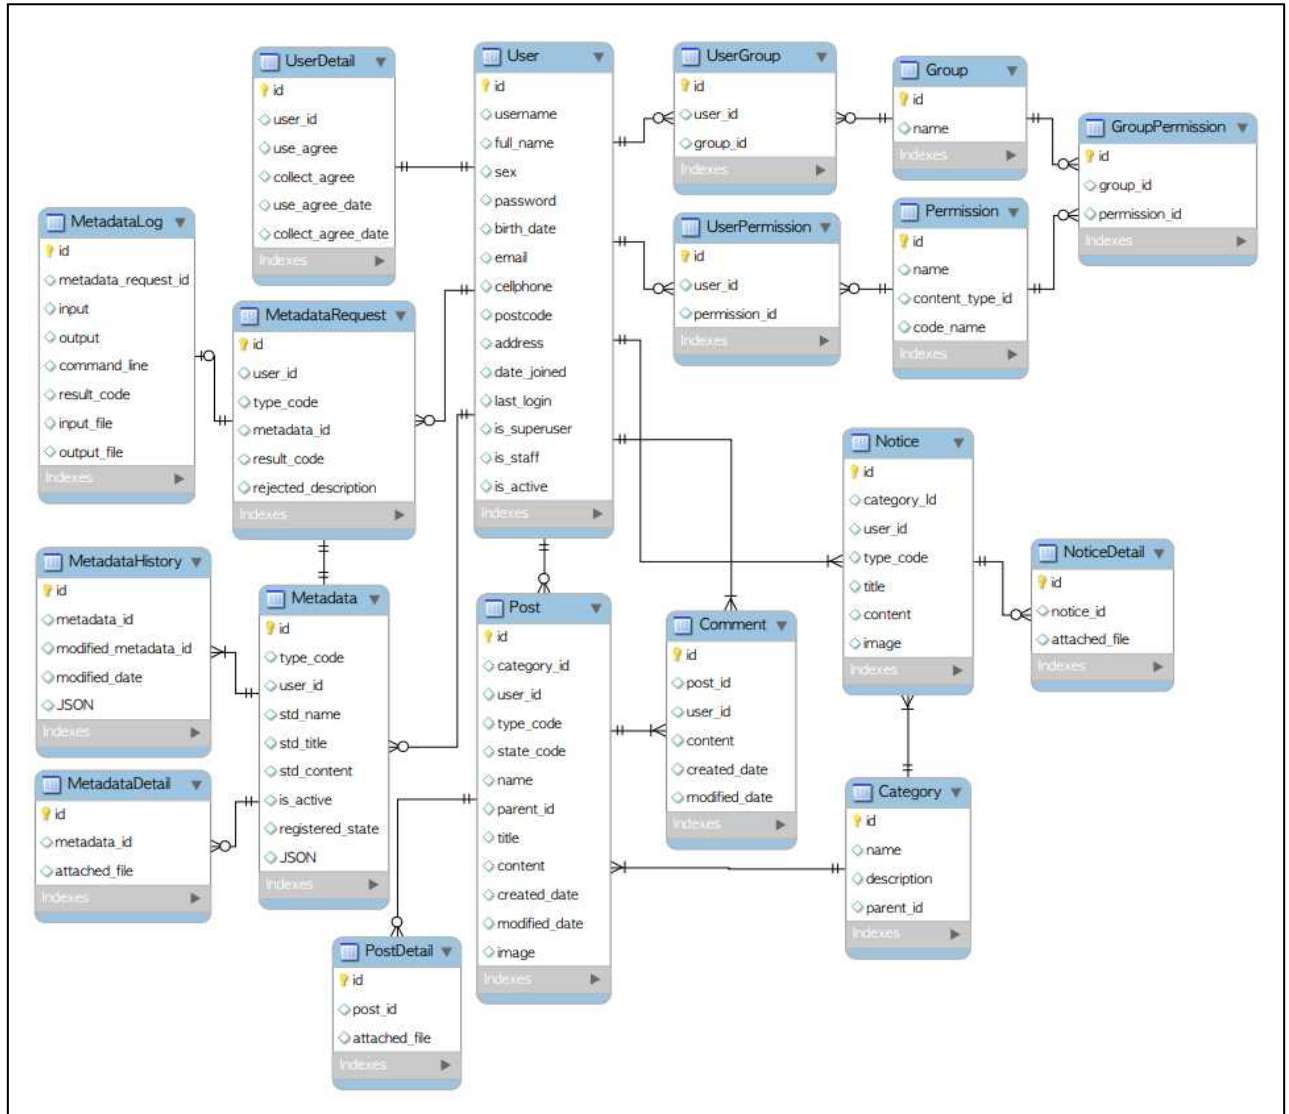 UserDetail
id
user_id
use_agree
collect_agree
use_agree_date
collect_agree_date
Indexes
User
id
username
full_name
sex
password
birth_date
email
cellphone
postcode
address
date_joined
last_login
is_superuser
is_staff
is_active
Indexes
UserGroup
id
user_id
group_id
Indexes
Group
id
name
Indexes
GroupPermission
id
group_id
permission_id
Indexes
UserPermission
id
user_id
permission_id
Indexes
Permission
id
name
content_type_id
code_name
Indexes
MetadataLog
id
metadata_request_id
input
output
command_line
result_code
input_file
output_file
Indexes
MetadataRequest
id
user_id
type_code
metadata_id
result_code
rejected_description
Indexes
Notice
id
category_Id
user_id
type_code
title
content
image
Indexes
NoticeDetail
id
notice_id
attached_file
Indexes
MetadataHistory
id
metadata_id
modified_metadata_id
modified_date
JSON
Indexes
Metadata
id
type_code
user_id
std_name
std_title
std_content
is_active
registered_state
JSON
Indexes
Post
id
category_id
user_id
type_code
state_code
name
parent_id
title
content
created_date
modified_date
image
Indexes
Comment
id
post_id
user_id
content
created_date
modified_date
Indexes
MetadataDetail
id
metadata_id
attached_file
Indexes
Category
id
name
description
parent_id
Indexes
PostDetail
id
post_id
attached_file
Indexes